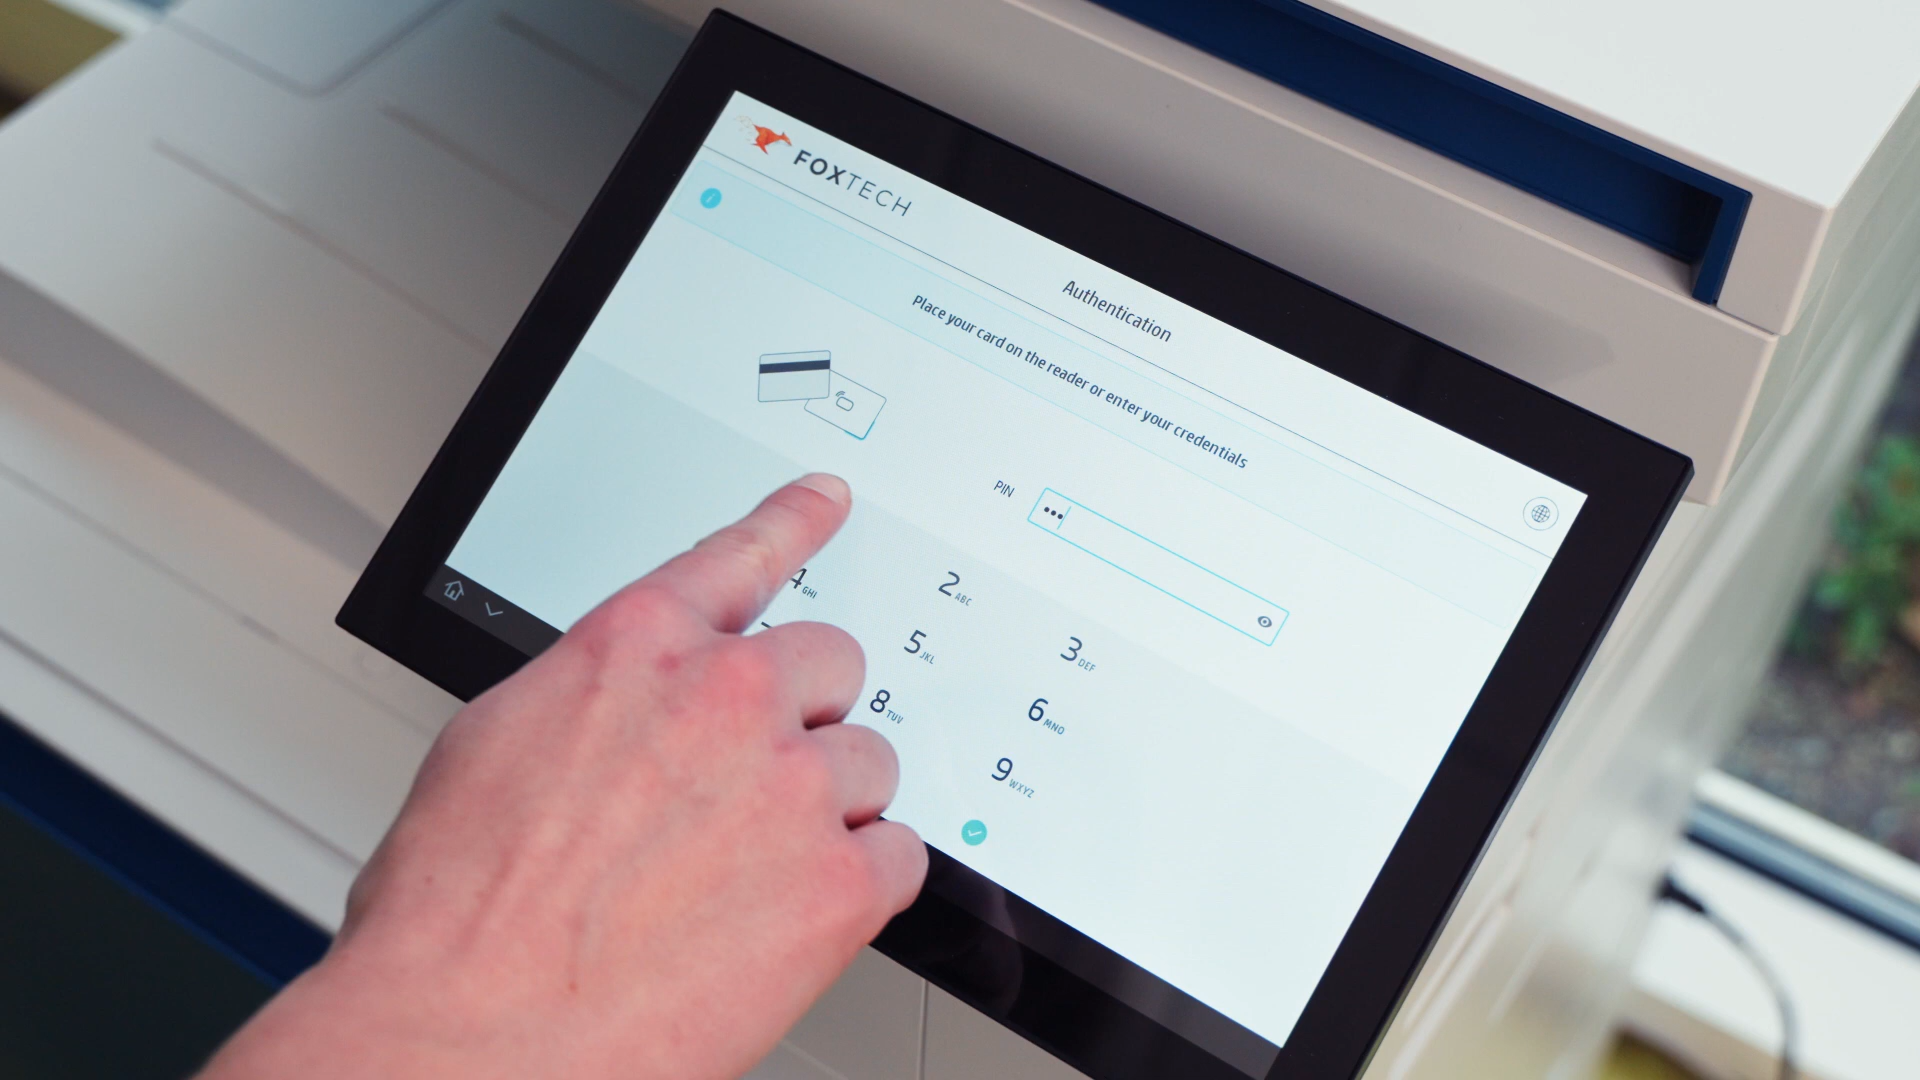 FOXTECH
Authentication
Place your card on the reader or enter your credentials
PIN
2 ABC
3 DEF
4 GHI
5 JKL
6 MNO
8 TUV
9 WXYZ